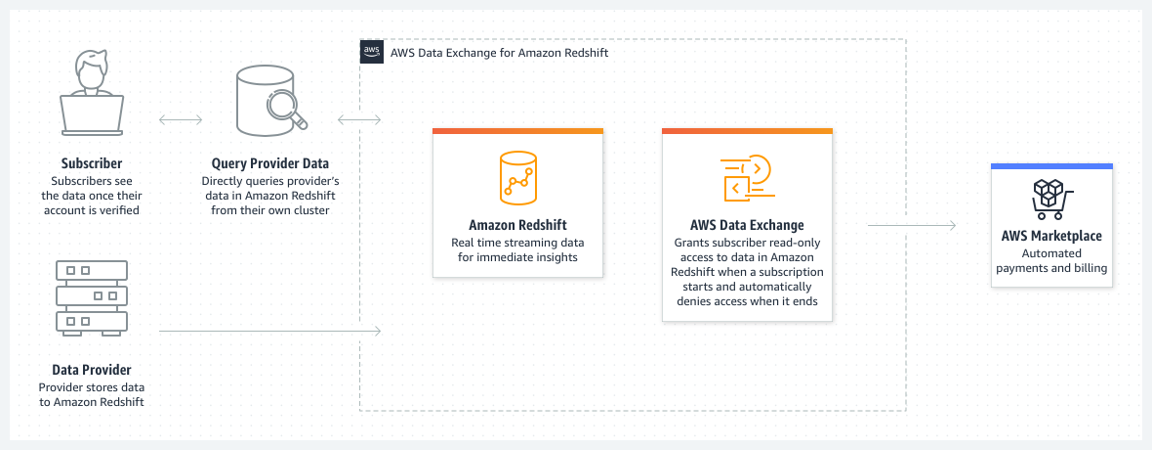 aws
AWS Data Exchange for Amazon Redshift
Subscriber
Subscribers see
the data once their
account is verified
Query Provider Data
Directly queries provider's
data in Amazon Redshift
from their own cluster
Amazon Redshift
Real time streaming data
for immediate insights
AWS Data Exchange
Grants subscriber read-only
access to data in Amazon
Redshift when a subscription
starts and automatically
denies access when it ends
AWS Marketplace
Automated
payments and billing
Data Provider
Provider stores data
to Amazon Redshift